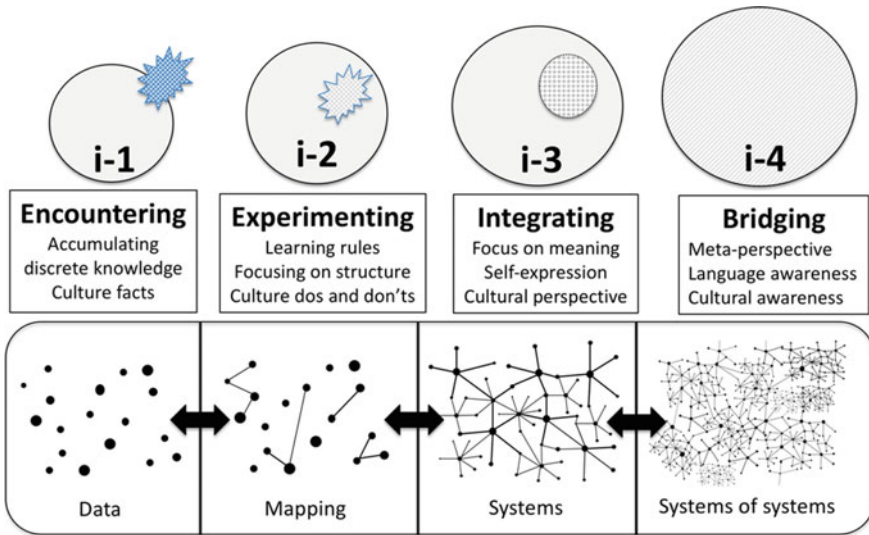 i-1
i-2
i-3
i-4
Encountering
Accumulating
discrete knowledge
Culture facts
Experimenting
Learning rules
Focusing on structure
Culture dos and don'ts
Integrating
Focus on meaning
Self-expression
Cultural perspective
Bridging
Meta-perspective
Language awareness
Cultural awareness
Data
Mapping
Systems
Systems of systems